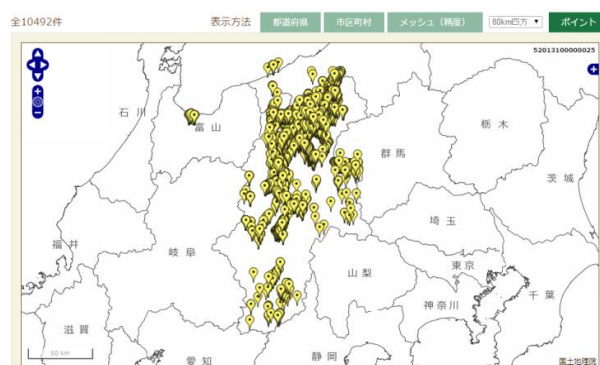 全10492件
表示方法 都道府県 市区町村 メッシュ（精度） 80km四方 ポイント
52013100000025
石川
富山
栃木
群馬
茨城
福井
岐阜
埼玉
山梨
東京
神奈川
千葉
滋賀
愛知
静岡
50 km
国土地理院